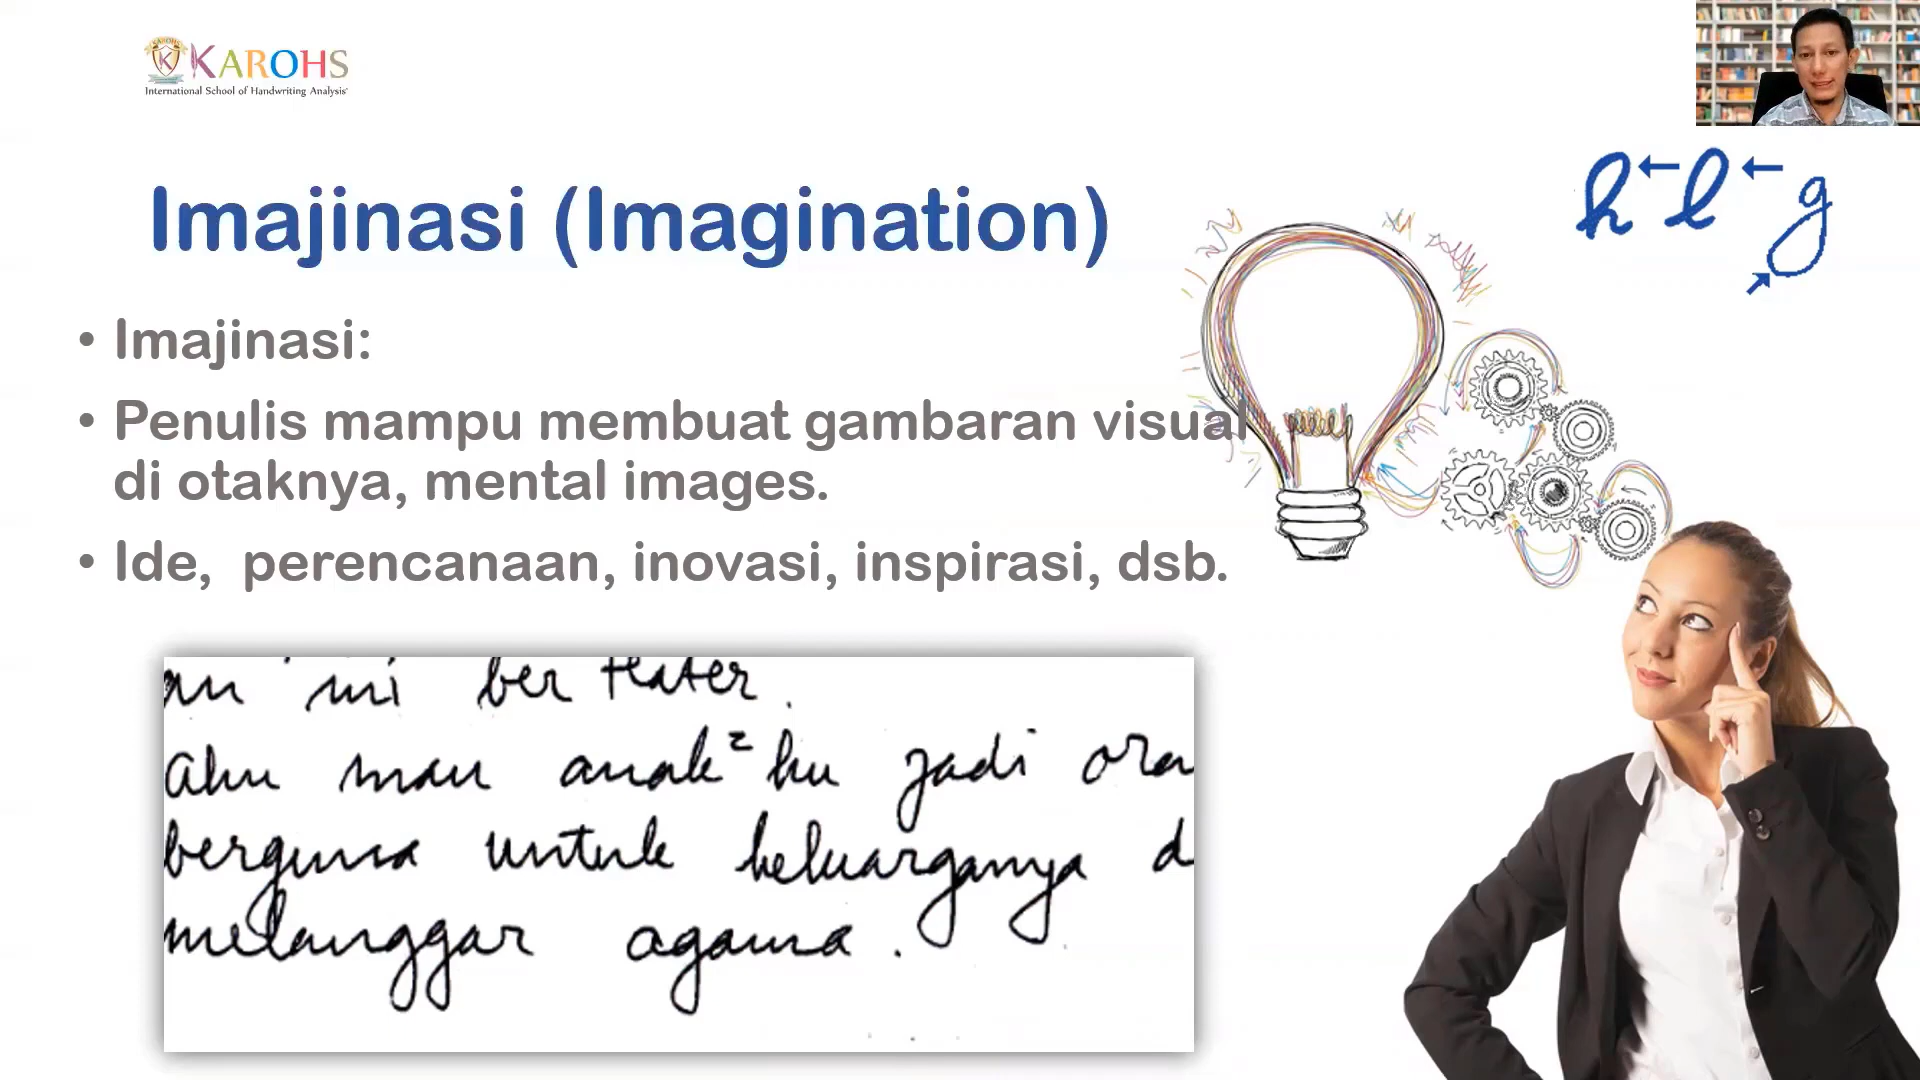 KAROHS
International School of Handwriting Analysis
h l g
Imajinasi (Imagination)
• Imajinasi:
• Penulis mampu membuat gambaran visual
di otaknya, mental images.
• Ide, perencanaan, inovasi, inspirasi, dsb.
an ini ber teater.
Aku mau anak² ku jadi ora
berguna untuk keluarganya d
melanggar agama.